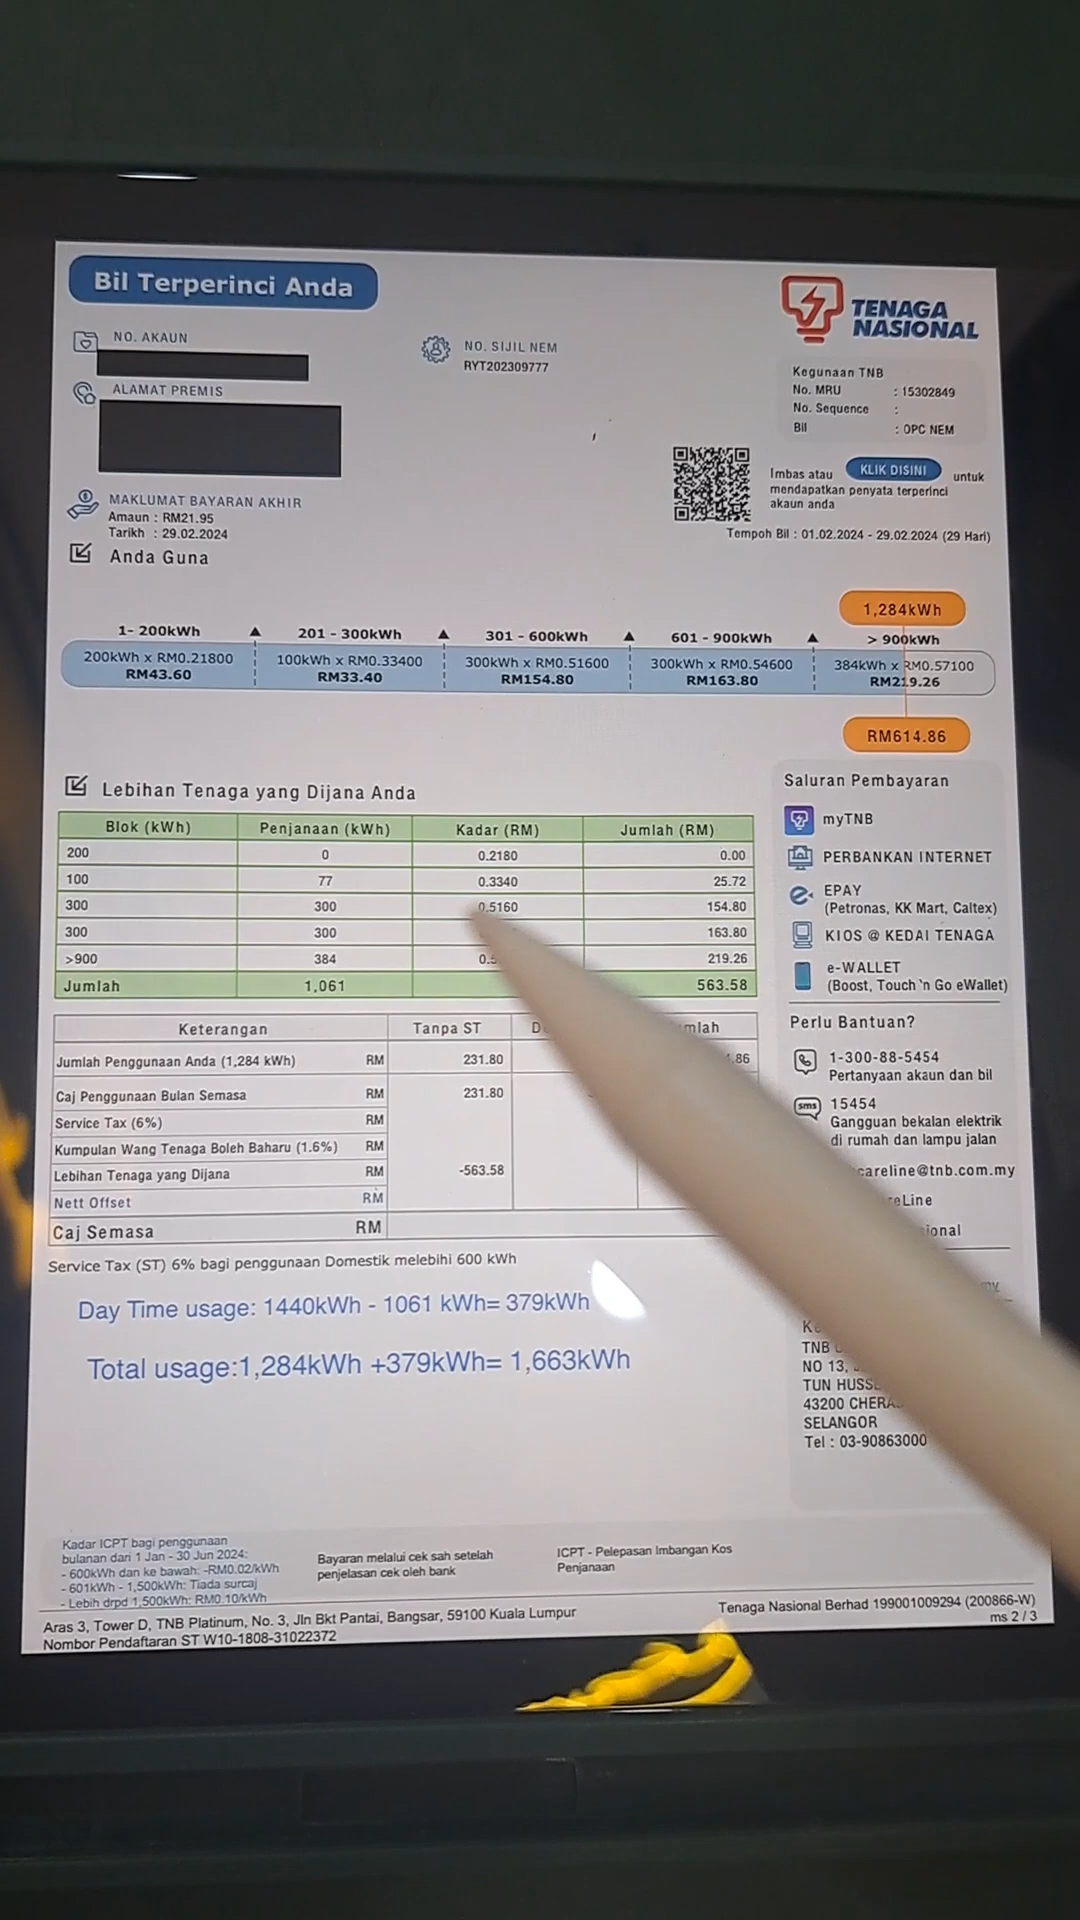 Bil Terperinci Anda
TENAGA
NASIONAL
NO. AKAUN
NO. SIJIL NEM
RYT202309777
Kegunaan TNB
No. MRU : 15302849
No. Sequence :
Bil : OPC NEM
ALAMAT PREMIS
Imbas atau KLIK DISINI untuk
mendapatkan penyata terperinci
akaun anda
MAKLUMAT BAYARAN AKHIR
Amaun : RM21.95
Tarikh : 29.02.2024
Tempoh Bil : 01.02.2024 - 29.02.2024 (29 Hari)
Anda Guna
1,284kWh
1- 200kWh 201 - 300kWh 301 - 600kWh 601 - 900kWh > 900kWh
200kWh x RM0.21800 100kWh x RM0.33400 300kWh x RM0.51600 300kWh x RM0.54600 384kWh x RM0.57100
RM43.60 RM33.40 RM154.80 RM163.80 RM219.26
RM614.86
Lebihan Tenaga yang Dijana Anda
Blok (kWh) Penjanaan (kWh) Kadar (RM) Jumlah (RM)
200 0 0.2180 0.00
100 77 0.3340 25.72
300 300 0.5160 154.80
300 300 163.80
>900 384 219.26
Jumlah 1,061 563.58
Keterangan Tanpa ST
Jumlah Penggunaan Anda (1,284 kWh) RM 231.80
Caj Penggunaan Bulan Semasa RM 231.80
Service Tax (6%) RM
Kumpulan Wang Tenaga Boleh Baharu (1.6%) RM
Lebihan Tenaga yang Dijana RM -563.58
Nett Offset RM
Caj Semasa RM
Service Tax (ST) 6% bagi penggunaan Domestik melebihi 600 kWh
Saluran Pembayaran
myTNB
PERBANKAN INTERNET
EPAY
(Petronas, KK Mart, Caltex)
KIOS @ KEDAI TENAGA
e-WALLET
(Boost, Touch 'n Go eWallet)
Perlu Bantuan?
1-300-88-5454
Pertanyaan akaun dan bil
sms 15454
Gangguan bekalan elektrik
di rumah dan lampu jalan
careline@tnb.com.my
Day Time usage: 1440kWh - 1061 kWh= 379kWh
Total usage:1,284kWh +379kWh= 1,663kWh
TNB
NO 13,
TUN
43200
SELANGOR
Tel : 03-90863000
Kadar ICPT bagi penggunaan
bulanan dari 1 Jan - 30 Jun 2024:
- 600kWh dan ke bawah: -RM0.02/kWh
- 601kWh - 1,500kWh: Tiada surcaj
- Lebih drpd 1,500kWh: RM0.10/kWh
Bayaran melalui cek sah setelah
penjelasan cek oleh bank
ICPT - Pelepasan Imbangan Kos
Penjanaan
Aras 3, Tower D, TNB Platinum, No. 3, Jln Bkt Pantai, Bangsar, 59100 Kuala Lumpur
Nombor Pendaftaran ST W10-1808-31022372
Tenaga Nasional Berhad 199001009294 (200866-W)
ms 2 / 3